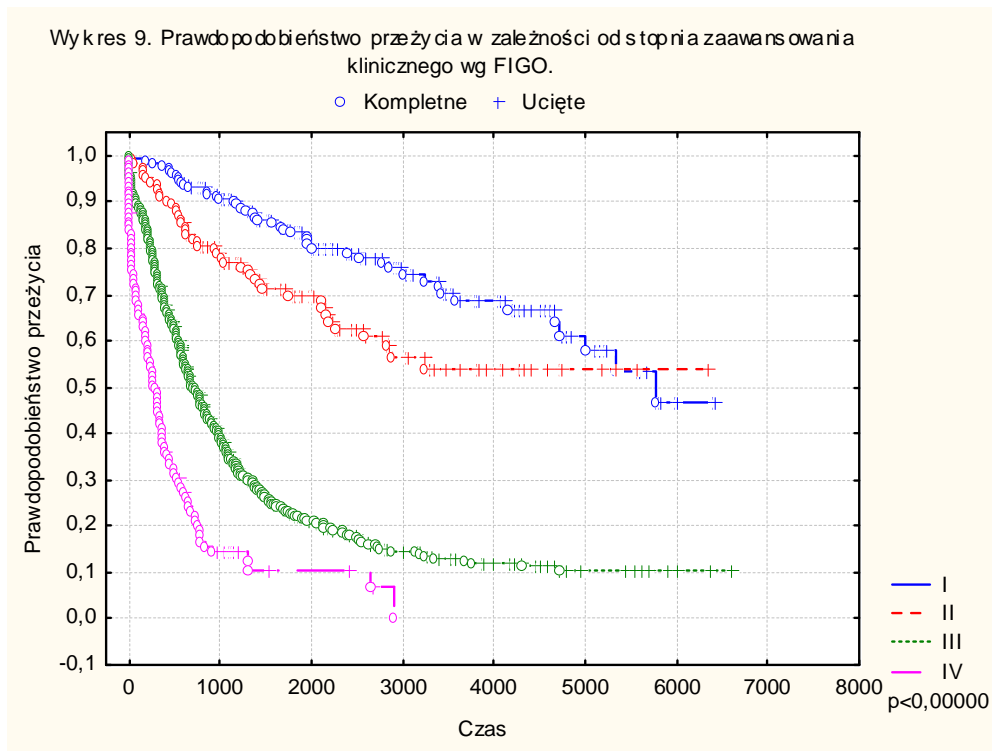 Wykres 9. Prawdopodobieństwo przeżycia w zależności od stopnia zaawansowania
klinicznego wg FIGO.
Kompletne Ucięte
1,0
0,9
0,8
0,7
0,6
0,5
0,4
0,3
0,2
0,1
0,0
-0,1
Prawdopodobieństwo przeżycia
0 1000 2000 3000 4000 5000 6000 7000 8000
Czas
I
II
III
IV
p<0,00000